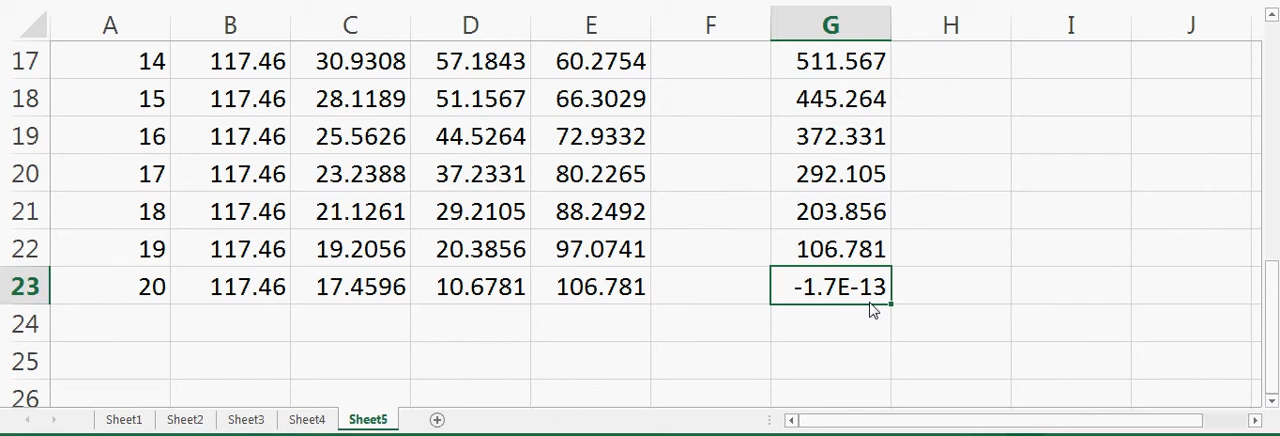 A B C D E F G H I J
17 14 117.46 30.9308 57.1843 60.2754 511.567
18 15 117.46 28.1189 51.1567 66.3029 445.264
19 16 117.46 25.5626 44.5264 72.9332 372.331
20 17 117.46 23.2388 37.2331 80.2265 292.105
21 18 117.46 21.1261 29.2105 88.2492 203.856
22 19 117.46 19.2056 20.3856 97.0741 106.781
23 20 117.46 17.4596 10.6781 106.781 -1.7E-13
24
25
26
Sheet1 Sheet2 Sheet3 Sheet4 Sheet5